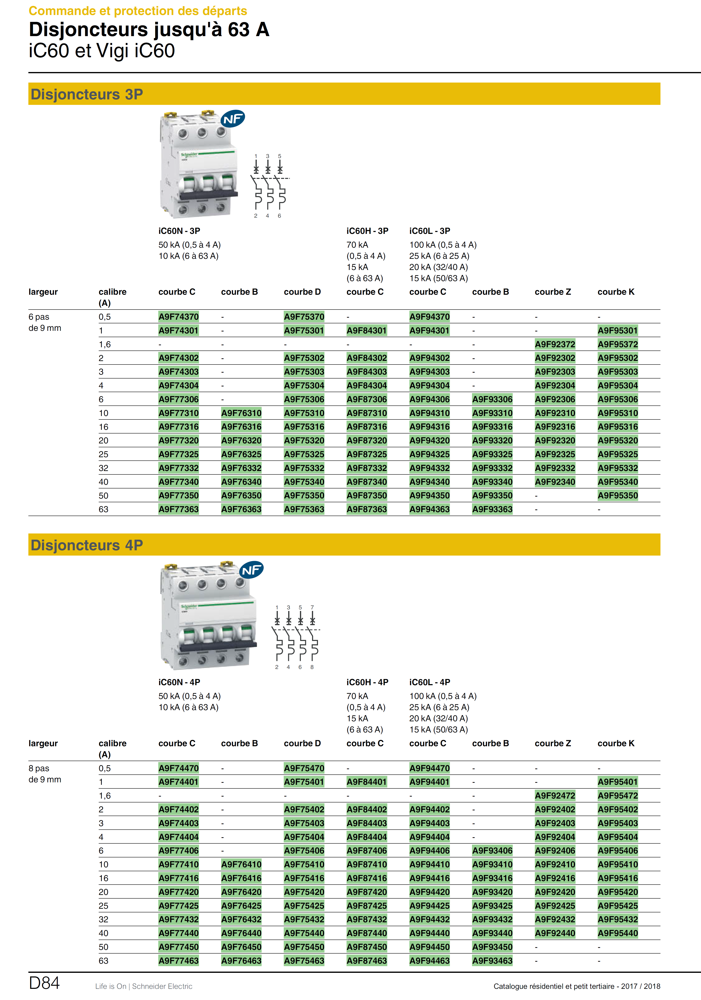 Commande et protection des départs
Disjoncteurs jusqu'à 63 A
iC60 et Vigi iC60
Disjoncteurs 3P
NF
Schneider
1 3 5
2 4 6
iC60N - 3P iC60H - 3P iC60L - 3P
50 kA (0,5 à 4 A) 70 kA 100 kA (0,5 à 4 A)
10 kA (6 à 63 A) (0,5 à 4 A) 25 kA (6 à 25 A)
15 kA 20 kA (32/40 A)
(6 à 63 A) 15 kA (50/63 A)
largeur calibre courbe C courbe B courbe D courbe C courbe C courbe B courbe Z courbe K
(A)
6 pas 0,5 A9F74370 - A9F75370 - A9F94370 - - -
de 9 mm 1 A9F74301 - A9F75301 A9F84301 A9F94301 - - A9F95301
1,6 - - - - - - A9F92372 A9F95372
2 A9F74302 - A9F75302 A9F84302 A9F94302 - A9F92302 A9F95302
3 A9F74303 - A9F75303 A9F84303 A9F94303 - A9F92303 A9F95303
4 A9F74304 - A9F75304 A9F84304 A9F94304 - A9F92304 A9F95304
6 A9F77306 - A9F75306 A9F87306 A9F94306 A9F93306 A9F92306 A9F95306
10 A9F77310 A9F76310 A9F75310 A9F87310 A9F94310 A9F93310 A9F92310 A9F95310
16 A9F77316 A9F76316 A9F75316 A9F87316 A9F94316 A9F93316 A9F92316 A9F95316
20 A9F77320 A9F76320 A9F75320 A9F87320 A9F94320 A9F93320 A9F92320 A9F95320
25 A9F77325 A9F76325 A9F75325 A9F87325 A9F94325 A9F93325 A9F92325 A9F95325
32 A9F77332 A9F76332 A9F75332 A9F87332 A9F94332 A9F93332 A9F92332 A9F95332
40 A9F77340 A9F76340 A9F75340 A9F87340 A9F94340 A9F93340 A9F92340 A9F95340
50 A9F77350 A9F76350 A9F75350 A9F87350 A9F94350 A9F93350 - A9F95350
63 A9F77363 A9F76363 A9F75363 A9F87363 A9F94363 A9F93363 - -
Disjoncteurs 4P
NF
Schneider
1 3 5 7
2 4 6 8
iC60N - 4P iC60H - 4P iC60L - 4P
50 kA (0,5 à 4 A) 70 kA 100 kA (0,5 à 4 A)
10 kA (6 à 63 A) (0,5 à 4 A) 25 kA (6 à 25 A)
15 kA 20 kA (32/40 A)
(6 à 63 A) 15 kA (50/63 A)
largeur calibre courbe C courbe B courbe D courbe C courbe C courbe B courbe Z courbe K
(A)
8 pas 0,5 A9F74470 - A9F75470 - A9F94470 - - -
de 9 mm 1 A9F74401 - A9F75401 A9F84401 A9F94401 - - A9F95401
1,6 - - - - - - A9F92472 A9F95472
2 A9F74402 - A9F75402 A9F84402 A9F94402 - A9F92402 A9F95402
3 A9F74403 - A9F75403 A9F84403 A9F94403 - A9F92403 A9F95403
4 A9F74404 - A9F75404 A9F84404 A9F94404 - A9F92404 A9F95404
6 A9F77406 - A9F75406 A9F87406 A9F94406 A9F93406 A9F92406 A9F95406
10 A9F77410 A9F76410 A9F75410 A9F87410 A9F94410 A9F93410 A9F92410 A9F95410
16 A9F77416 A9F76416 A9F75416 A9F87416 A9F94416 A9F93416 A9F92416 A9F95416
20 A9F77420 A9F76420 A9F75420 A9F87420 A9F94420 A9F93420 A9F92420 A9F95420
25 A9F77425 A9F76425 A9F75425 A9F87425 A9F94425 A9F93425 A9F92425 A9F95425
32 A9F77432 A9F76432 A9F75432 A9F87432 A9F94432 A9F93432 A9F92432 A9F95432
40 A9F77440 A9F76440 A9F75440 A9F87440 A9F94440 A9F93440 A9F92440 A9F95440
50 A9F77450 A9F76450 A9F75450 A9F87450 A9F94450 A9F93450 - -
63 A9F77463 A9F76463 A9F75463 A9F87463 A9F94463 A9F93463 - -
D84 Life is On | Schneider Electric Catalogue résidentiel et petit tertiaire - 2017 / 2018